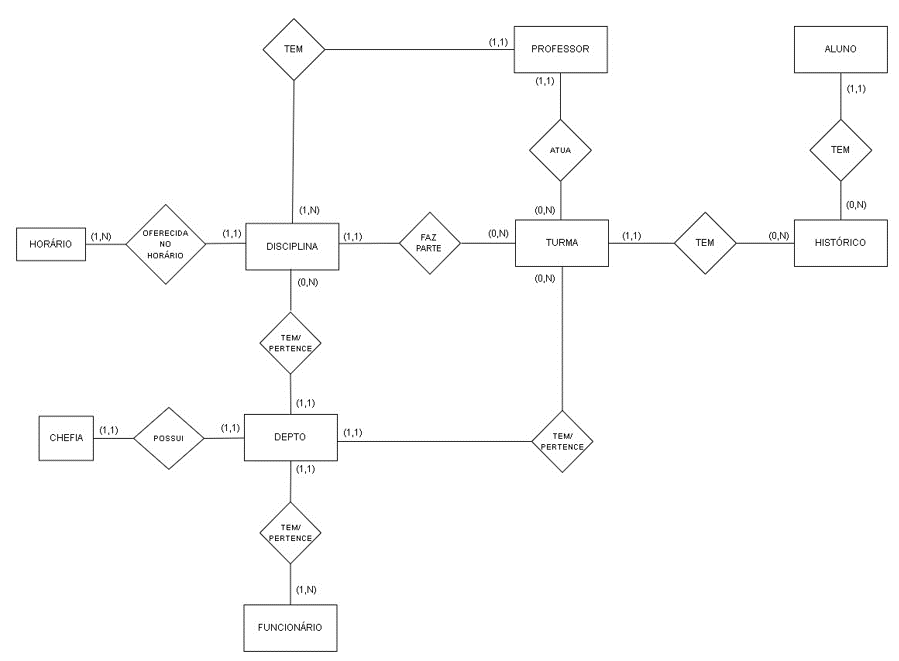 TEM
(1,1)
PROFESSOR
ALUNO
(1,1)
(1,1)
ATUA
TEM
(1,N)
(0,N)
(0,N)
HORÁRIO
(1,N)
OFERECIDA
NO
HORÁRIO
(1,1)
DISCIPLINA
(1,1)
FAZ
PARTE
(0,N)
TURMA
(1,1)
TEM
(0,N)
HISTÓRICO
(0,N)
(0,N)
TEM/
PERTENCE
(1,1)
CHEFIA
(1,1)
POSSUI
(1,1)
DEPTO
(1,1)
TEM/
PERTENCE
(1,1)
TEM/
PERTENCE
(1,N)
FUNCIONÁRIO